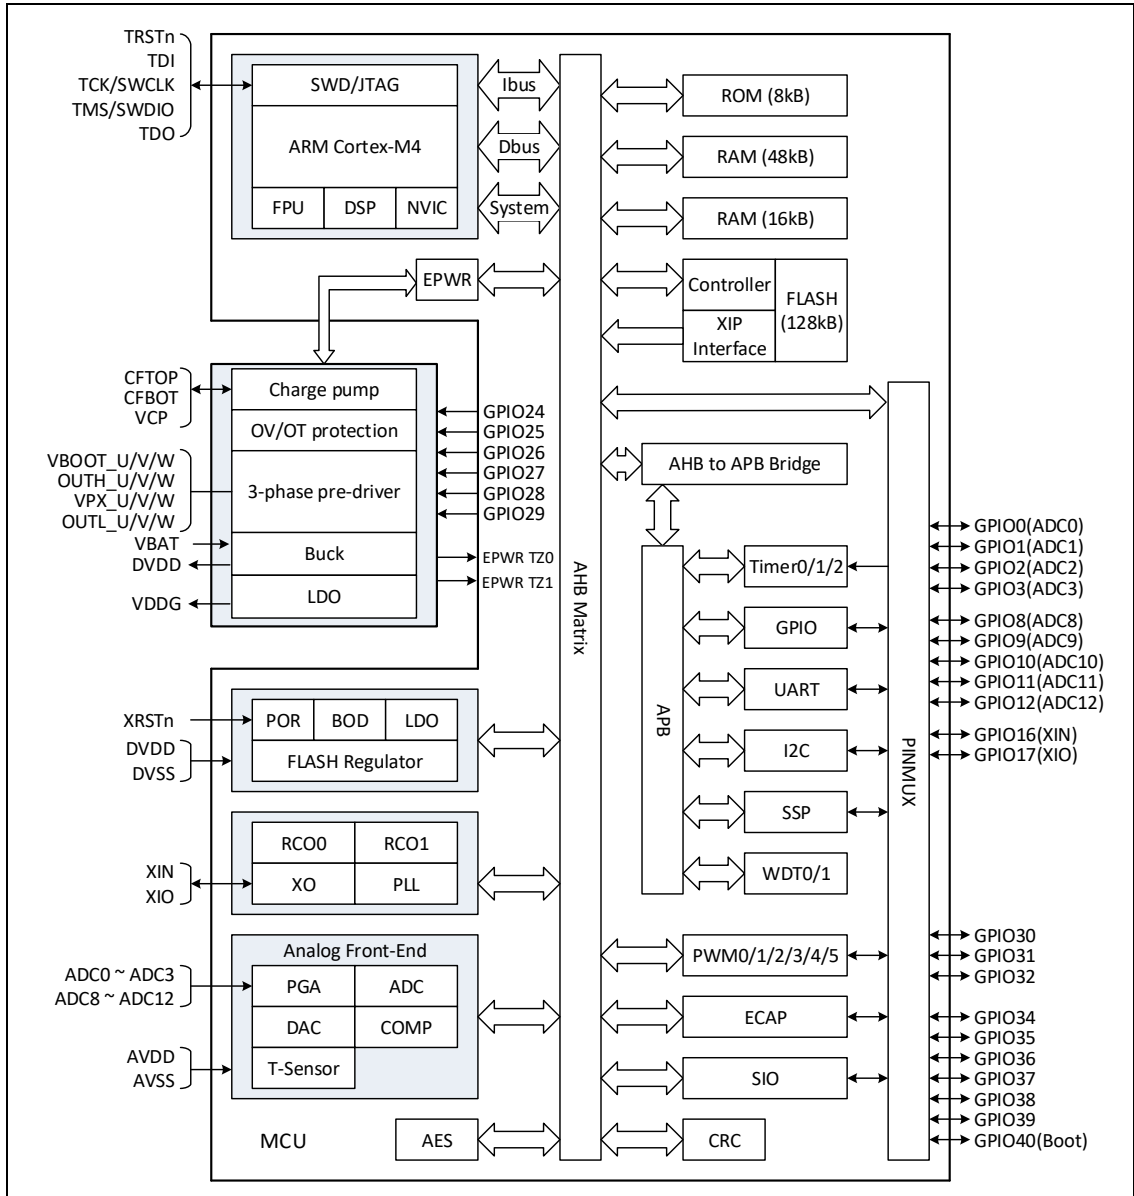 TRSTn
TDI
TCK/SWCLK
TMS/SWDIO
TDO
SWD/JTAG
ARM Cortex-M4
FPU
DSP
NVIC
Ibus
Dbus
System
ROM (8kB)
RAM (48kB)
RAM (16kB)
EPWR
Controller
XIP
Interface
FLASH
(128kB)
CFTOP
CFBOT
VCP
VBOOT_U/V/W
OUTH_U/V/W
VPX_U/V/W
OUTL_U/V/W
VBAT
DVDD
VDDG
Charge pump
OV/OT protection
3-phase pre-driver
Buck
LDO
GPIO24
GPIO25
GPIO26
GPIO27
GPIO28
GPIO29
EPWR TZ0
EPWR TZ1
AHB Matrix
AHB to APB Bridge
APB
Timer0/1/2
GPIO
UART
I2C
SSP
WDT0/1
PINMUX
GPIO0(ADC0)
GPIO1(ADC1)
GPIO2(ADC2)
GPIO3(ADC3)
GPIO8(ADC8)
GPIO9(ADC9)
GPIO10(ADC10)
GPIO11(ADC11)
GPIO12(ADC12)
GPIO16(XIN)
GPIO17(XIO)
XRSTn
DVDD
DVSS
POR
BOD
LDO
FLASH Regulator
XIN
XIO
RCO0
RCO1
XO
PLL
Analog Front-End
ADC0 ~ ADC3
ADC8 ~ ADC12
AVDD
AVSS
PGA
ADC
DAC
COMP
T-Sensor
PWM0/1/2/3/4/5
ECAP
SIO
GPIO30
GPIO31
GPIO32
GPIO34
GPIO35
GPIO36
GPIO37
GPIO38
GPIO39
GPIO40(Boot)
MCU
AES
CRC